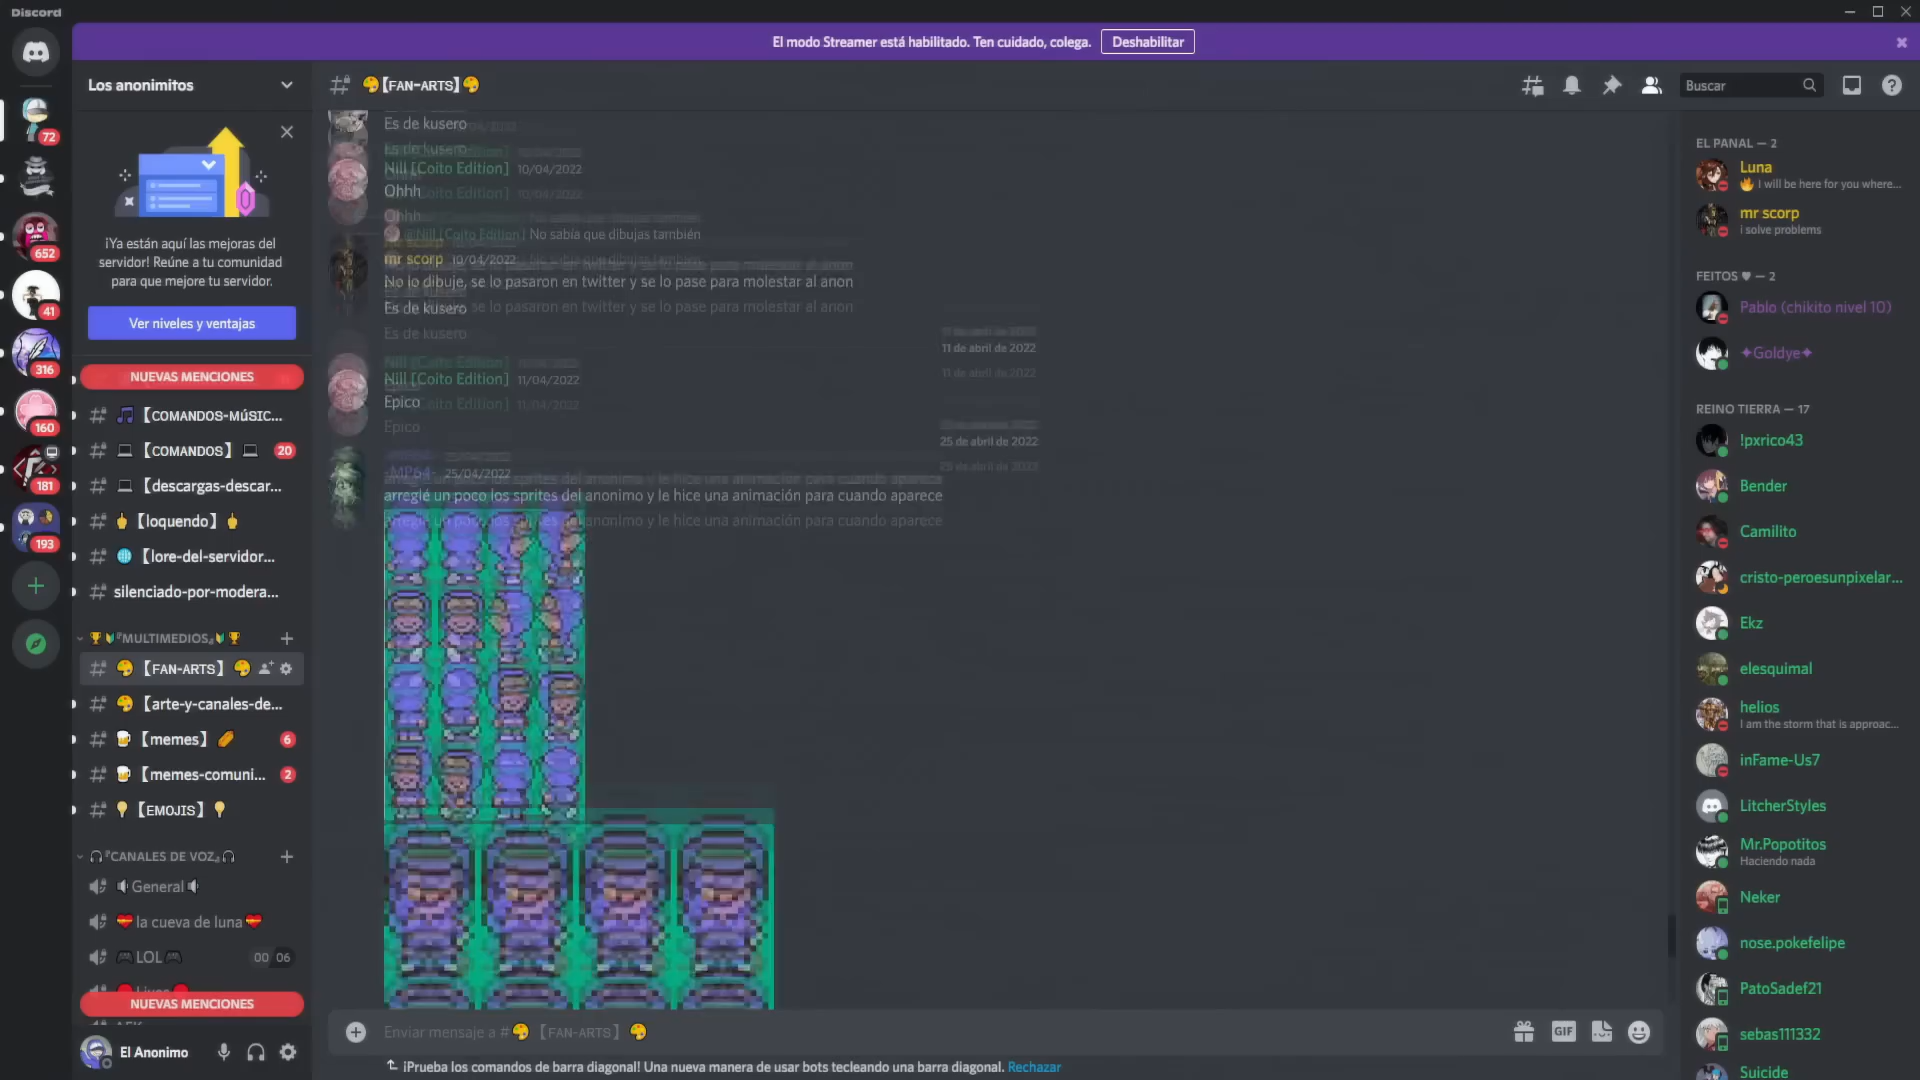 Discord
El modo Streamer está habilitado. Ten cuidado, colega.
Deshabilitar
Los anonimitos
¡Ya están aquí las mejoras del
servidor! Reúne a tu comunidad
para que mejore tu servidor.
Ver niveles y ventajas
NUEVAS MENCIONES
72
652
41
316
160
181
193
【COMANDOS-MÚSIC...
【COMANDOS】 20
【descargas-descar...
【loquendo】
【lore-del-servidor...
silenciado-por-modera...
MULTIMEDIOS
【FAN-ARTS】
【arte-y-canales-de...
【memes】 6
【memes-comuni... 2
【EMOJIS】
CANALES DE VOZ
General
la cueva de luna
LOL 00 06
NUEVAS MENCIONES
El Anonimo
【FAN-ARTS】
Buscar
Es de kusero
Nill [Coito Edition] 10/04/2022
Ohhh
@Nill [Coito Edition] No sabía que dibujas también
mr scorp 10/04/2022
No lo dibuje, se lo pasaron en twitter y se lo pase para molestar al anon
Es de kusero
11 de abril de 2022
Nill [Coito Edition] 11/04/2022
Epico
25 de abril de 2022
-MP64- 25/04/2022
arreglé un poco los sprites del anonimo y le hice una animación para cuando aparece
Enviar mensaje a #【FAN-ARTS】
GIF
¡Prueba los comandos de barra diagonal! Una nueva manera de usar bots tecleando una barra diagonal. Rechazar
EL PANAL — 2
Luna
I will be here for you where...
mr scorp
i solve problems
FEITOS ♥ — 2
Pablo (chikito nivel 10)
✦Goldye✦
REINO TIERRA — 17
!pxrico43
Bender
Camilito
cristo-peroesunpixelar...
Ekz
elesquimal
helios
I am the storm that is approac...
inFame-Us7
LitcherStyles
Mr.Popotitos
Haciendo nada
Neker
nose.pokefelipe
PatoSadef21
sebas111332
Suicide